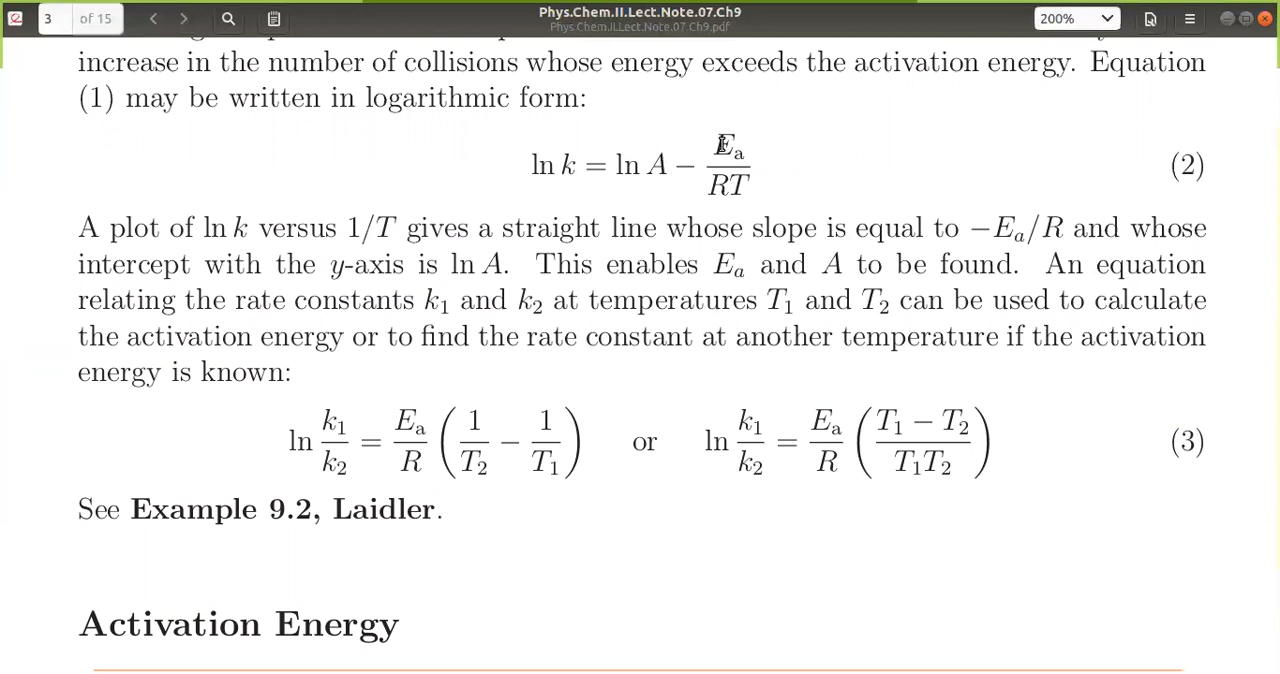 3 of 15
Phys.Chem.II.Lect.Note.07.Ch9
Phys.Chem.II.Lect.Note.07.Ch9.pdf
200%
increase in the number of collisions whose energy exceeds the activation energy. Equation
(1) may be written in logarithmic form:
ln k = ln A − Eₐ/RT (2)
A plot of ln k versus 1/T gives a straight line whose slope is equal to −Eₐ/R and whose
intercept with the y-axis is ln A. This enables Eₐ and A to be found. An equation
relating the rate constants k₁ and k₂ at temperatures T₁ and T₂ can be used to calculate
the activation energy or to find the rate constant at another temperature if the activation
energy is known:
ln k₁/k₂ = Eₐ/R (1/T₂ − 1/T₁) or ln k₁/k₂ = Eₐ/R (T₁ − T₂/T₁T₂) (3)
See Example 9.2, Laidler.
Activation Energy